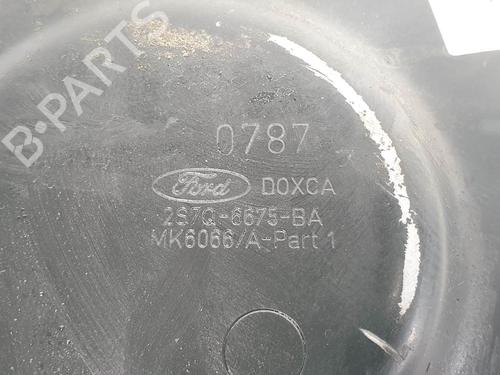 B-PARTS
0787
Ford DOXCA
2S7Q-6675-BA
MK6066/A-Part 1